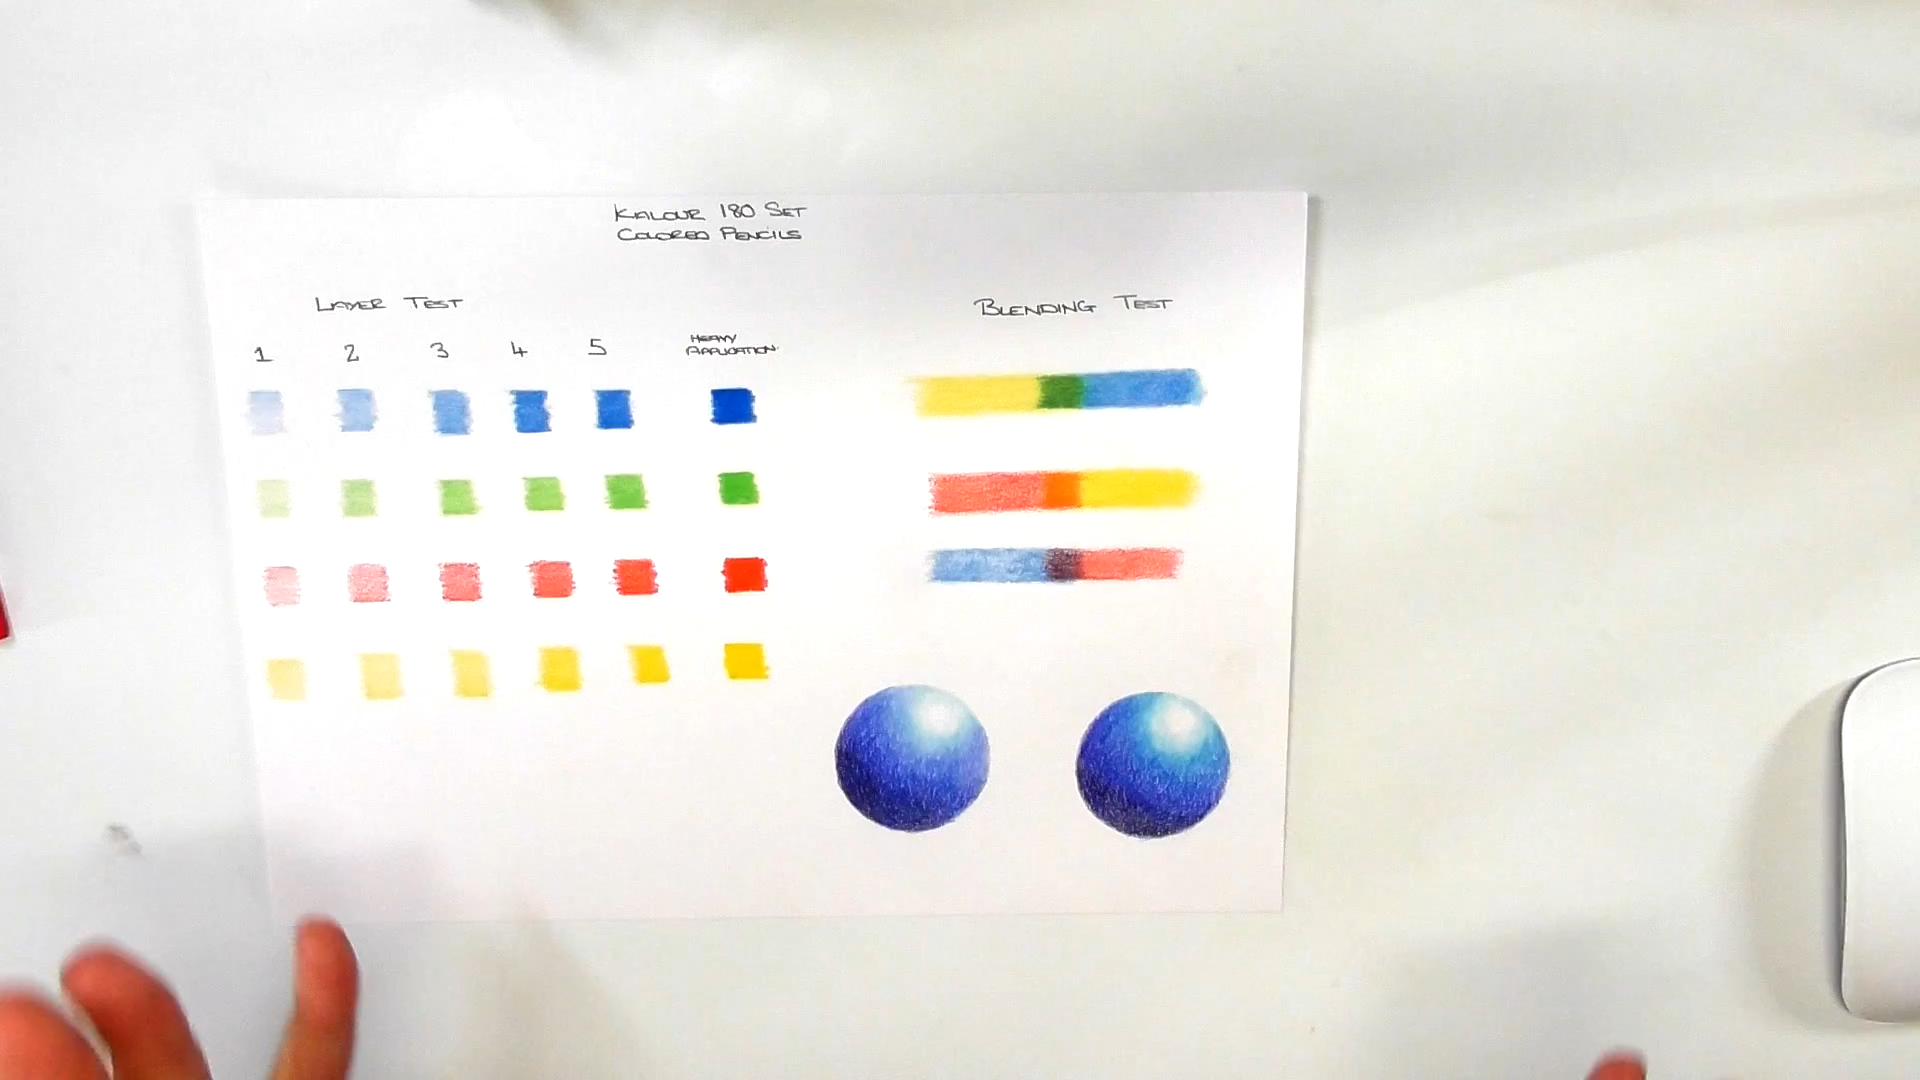 KALOUR 180 SET
COLORED PENCILS
LAYER TEST
1 2 3 4 5 HEAVY APPLICATION
BLENDING TEST